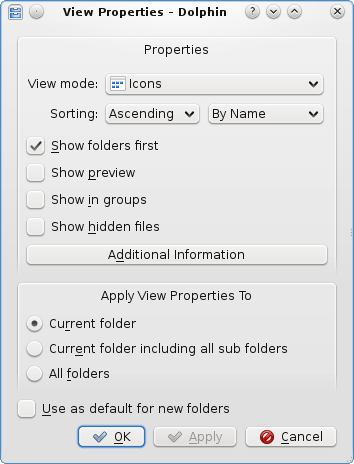 View Properties - Dolphin
Properties
View mode: Icons
Sorting: Ascending By Name
Show folders first
Show preview
Show in groups
Show hidden files
Additional Information
Apply View Properties To
Current folder
Current folder including all sub folders
All folders
Use as default for new folders
OK Apply Cancel